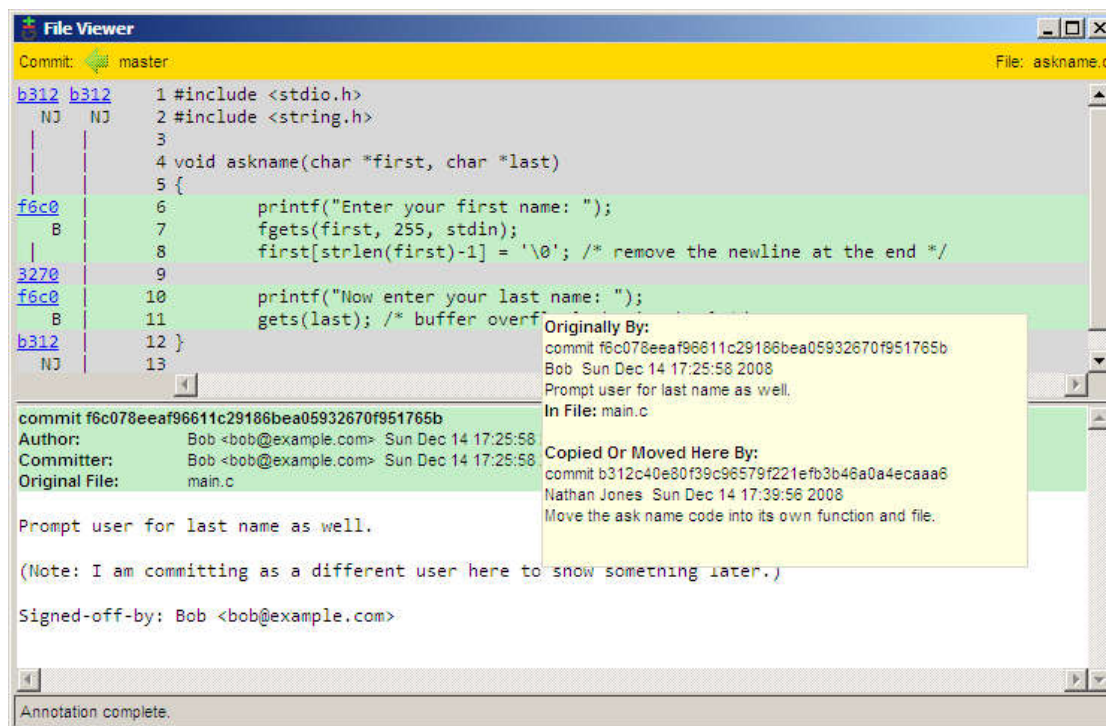 File Viewer
Commit: master File: askname.c
b312 b312 1 #include <stdio.h>
NJ NJ 2 #include <string.h>
| | 3
| | 4 void askname(char *first, char *last)
| | 5 {
f6c0 | 6 printf("Enter your first name: ");
B | 7 fgets(first, 255, stdin);
| | 8 first[strlen(first)-1] = '\0'; /* remove the newline at the end */
3270 | 9
f6c0 | 10 printf("Now enter your last name: ");
B | 11 gets(last); /* buffer
b312 | 12 }
NJ | 13
Originally By:
commit f6c078eeaf96611c29186bea05932670f951765b
Bob Sun Dec 14 17:25:58 2008
Prompt user for last name as well.
In File: main.c
Copied Or Moved Here By:
commit b312c40e80f39c96579f221efb3b46a0a4ecaaa6
Nathan Jones Sun Dec 14 17:39:56 2008
Move the ask name code into its own function and file.
commit f6c078eeaf96611c29186bea05932670f951765b
Author: Bob <bob@example.com> Sun Dec 14 17:25:58
Committer: Bob <bob@example.com> Sun Dec 14 17:25:58
Original File: main.c
Prompt user for last name as well.
(Note: I am committing as a different user here to show something later.)
Signed-off-by: Bob <bob@example.com>
Annotation complete.